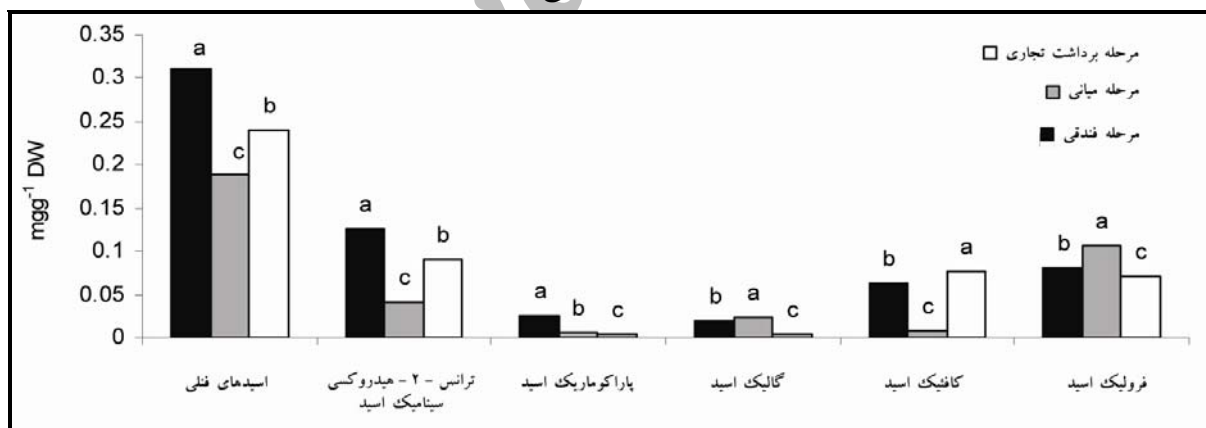 0.35
0.3
0.25
0.2
0.15
0.1
0.05
0
mgg-1 DW
a
c
b
a
c
b
a
b
c
b
a
c
b
c
a
b
a
c
مرحله برداشت تجاری
مرحله میانی
مرحله فندقی
اسیدهای فنلی
ترانس - ۲ - هیدروکسی
سینامیک اسید
پاراکوماریک اسید
گالیک اسید
کافئیک اسید
فرولیک اسید